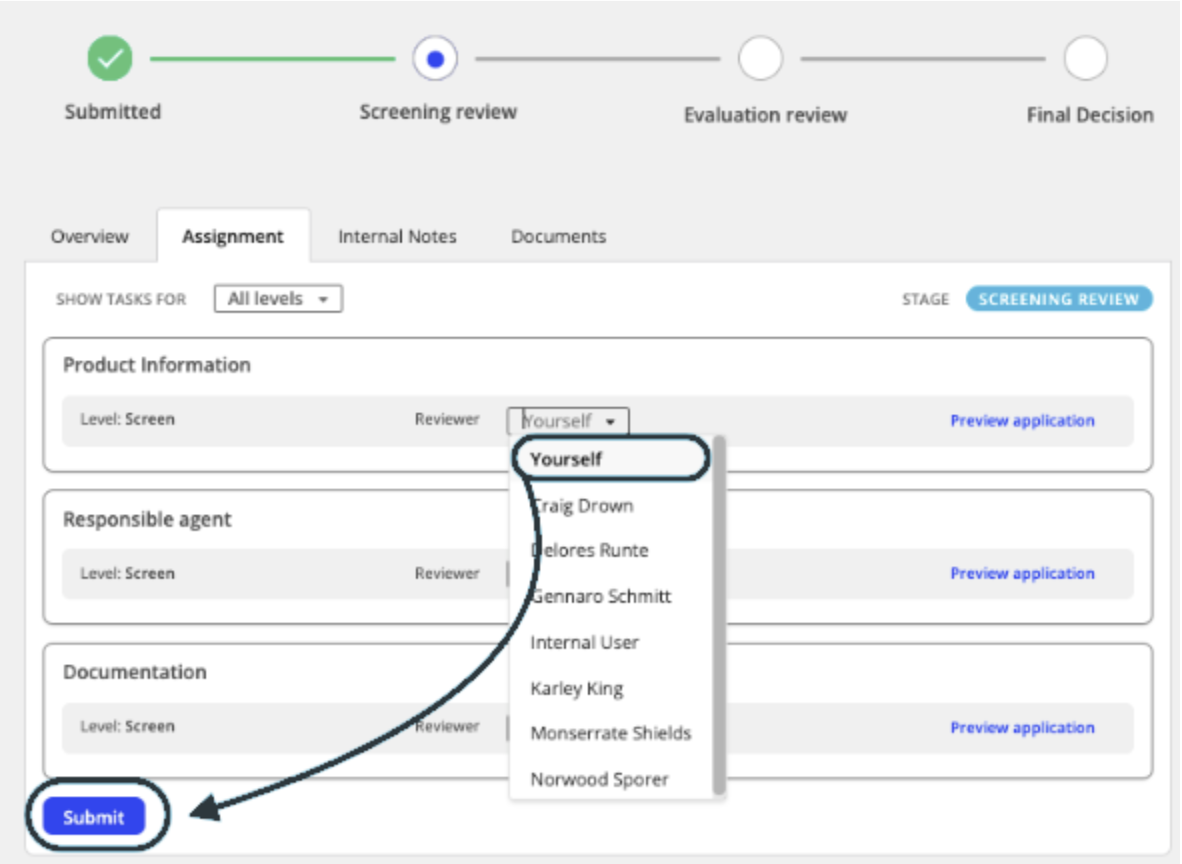 Submitted Screening review Evaluation review Final Decision
Overview Assignment Internal Notes Documents
SHOW TASKS FOR All levels STAGE SCREENING REVIEW
Product Information
Level: Screen Reviewer Yourself Preview application
Yourself
Craig Drown
Responsible agent
Delores Runte
Level: Screen Reviewer Preview application
Gennaro Schmitt
Internal User
Documentation
Karley King
Level: Screen Reviewer Preview application
Monserrate Shields
Norwood Sporer
Submit